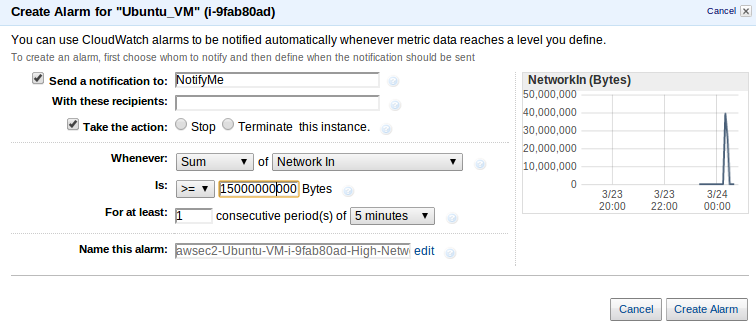 Create Alarm for "Ubuntu_VM" (i-9fab80ad)
Cancel
You can use CloudWatch alarms to be notified automatically whenever metric data reaches a level you define.
To create an alarm, first choose whom to notify and then define when the notification should be sent
Send a notification to: NotifyMe
With these recipients:
Take the action: Stop Terminate this instance.
Whenever: Sum of Network In
Is: >= 15000000000 Bytes
For at least: 1 consecutive period(s) of 5 minutes
Name this alarm: awsec2-Ubuntu-VM-i-9fab80ad-High-Netw edit
NetworkIn (Bytes)
50,000,000
40,000,000
30,000,000
20,000,000
10,000,000
0
3/23 3/23 3/24
20:00 22:00 00:00
Cancel Create Alarm